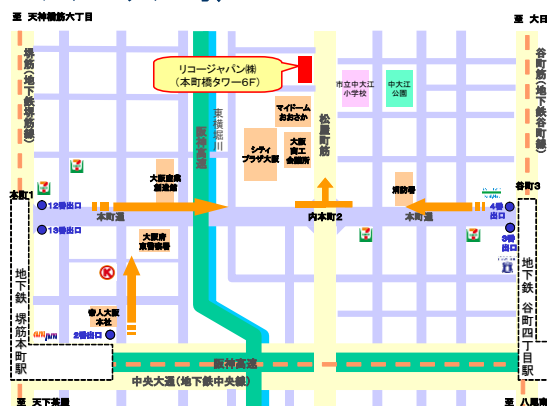 至 天神橋筋六丁目
至 大日
堺筋(地下鉄堺筋線)
リコージャパン㈱
(本町橋タワー6F)
東横堀川
阪神高速
松屋町筋
市立中大江
小学校
中大江
公園
谷町筋(地下鉄谷町線)
マイドーム
おおさか
シティ
プラザ大阪
大阪
商工
会議所
大阪産業
創造館
消防署
本町1
谷町3
12番出口
本町通
内本町2
本町通
4番
出口
13番出口
大阪府
東警察署
3番
出口
地下鉄 堺筋本町駅
地下鉄 谷町四丁目駅
K
帝人大阪
本社
2番出口
阪神高速
中央大通(地下鉄中央線)
至 天下茶屋
至 八尾南